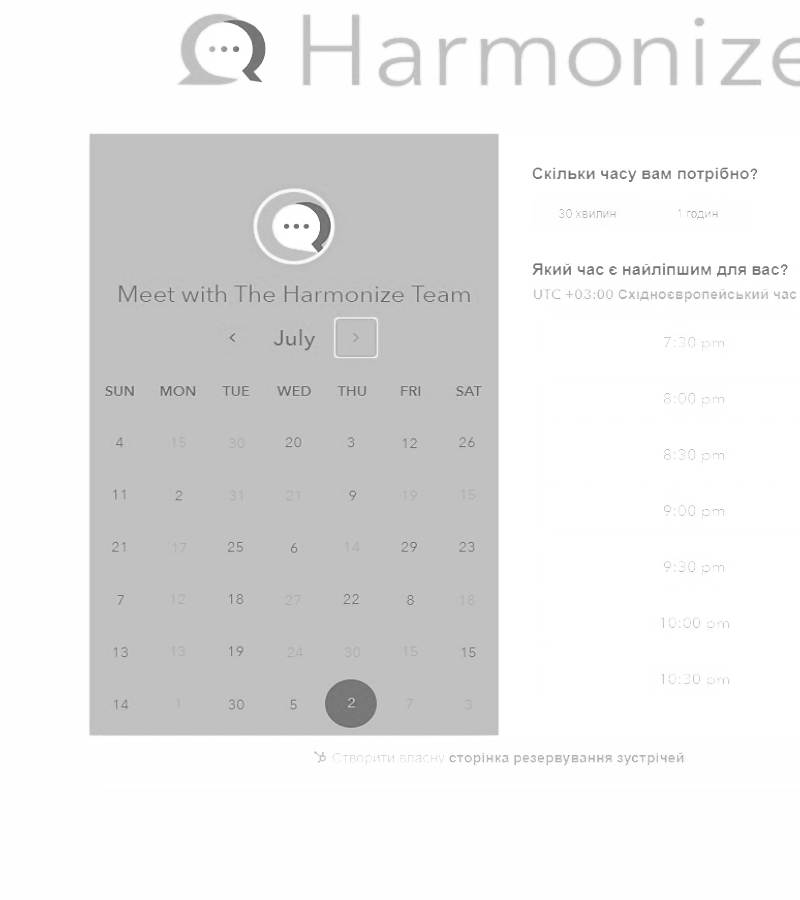 Harmonize
Meet with The Harmonize Team
July
SUN MON TUE WED THU FRI SAT
4 15 30 20 3 12 26
11 2 31 21 9 19 15
21 17 25 6 14 29 23
7 12 18 27 22 8 18
13 13 19 24 30 15 15
14 1 30 5 2 7 3
Скільки часу вам потрібно?
30 хвилин 1 годин
Який час є найліпшим для вас?
UTC +03:00 Східноєвропейський час
7:30 pm
8:00 pm
8:30 pm
9:00 pm
9:30 pm
10:00 pm
10:30 pm
Створити власну сторінка резервування зустрічей